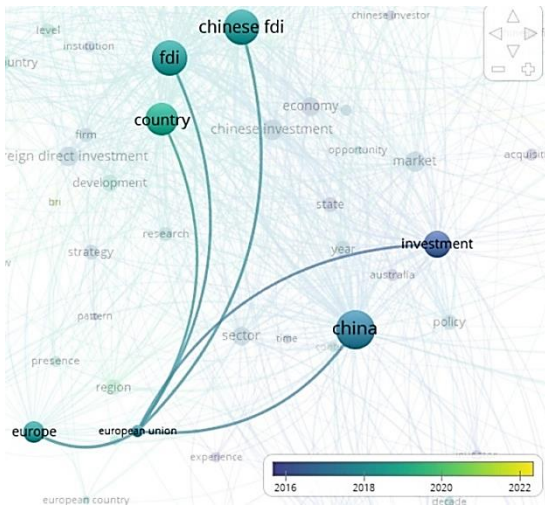 chinese investor
chinese fdi
level
institution
fdi
untry
economy
country
chinese investment
firm
opportunity
reign direct investment
market
acquisiti
development
bri
state
research
year
investment
strategy
australia
pattern
china
policy
sector
time
presence
region
europe
european union
experience
2016
2018
2020
2022
european country
decade